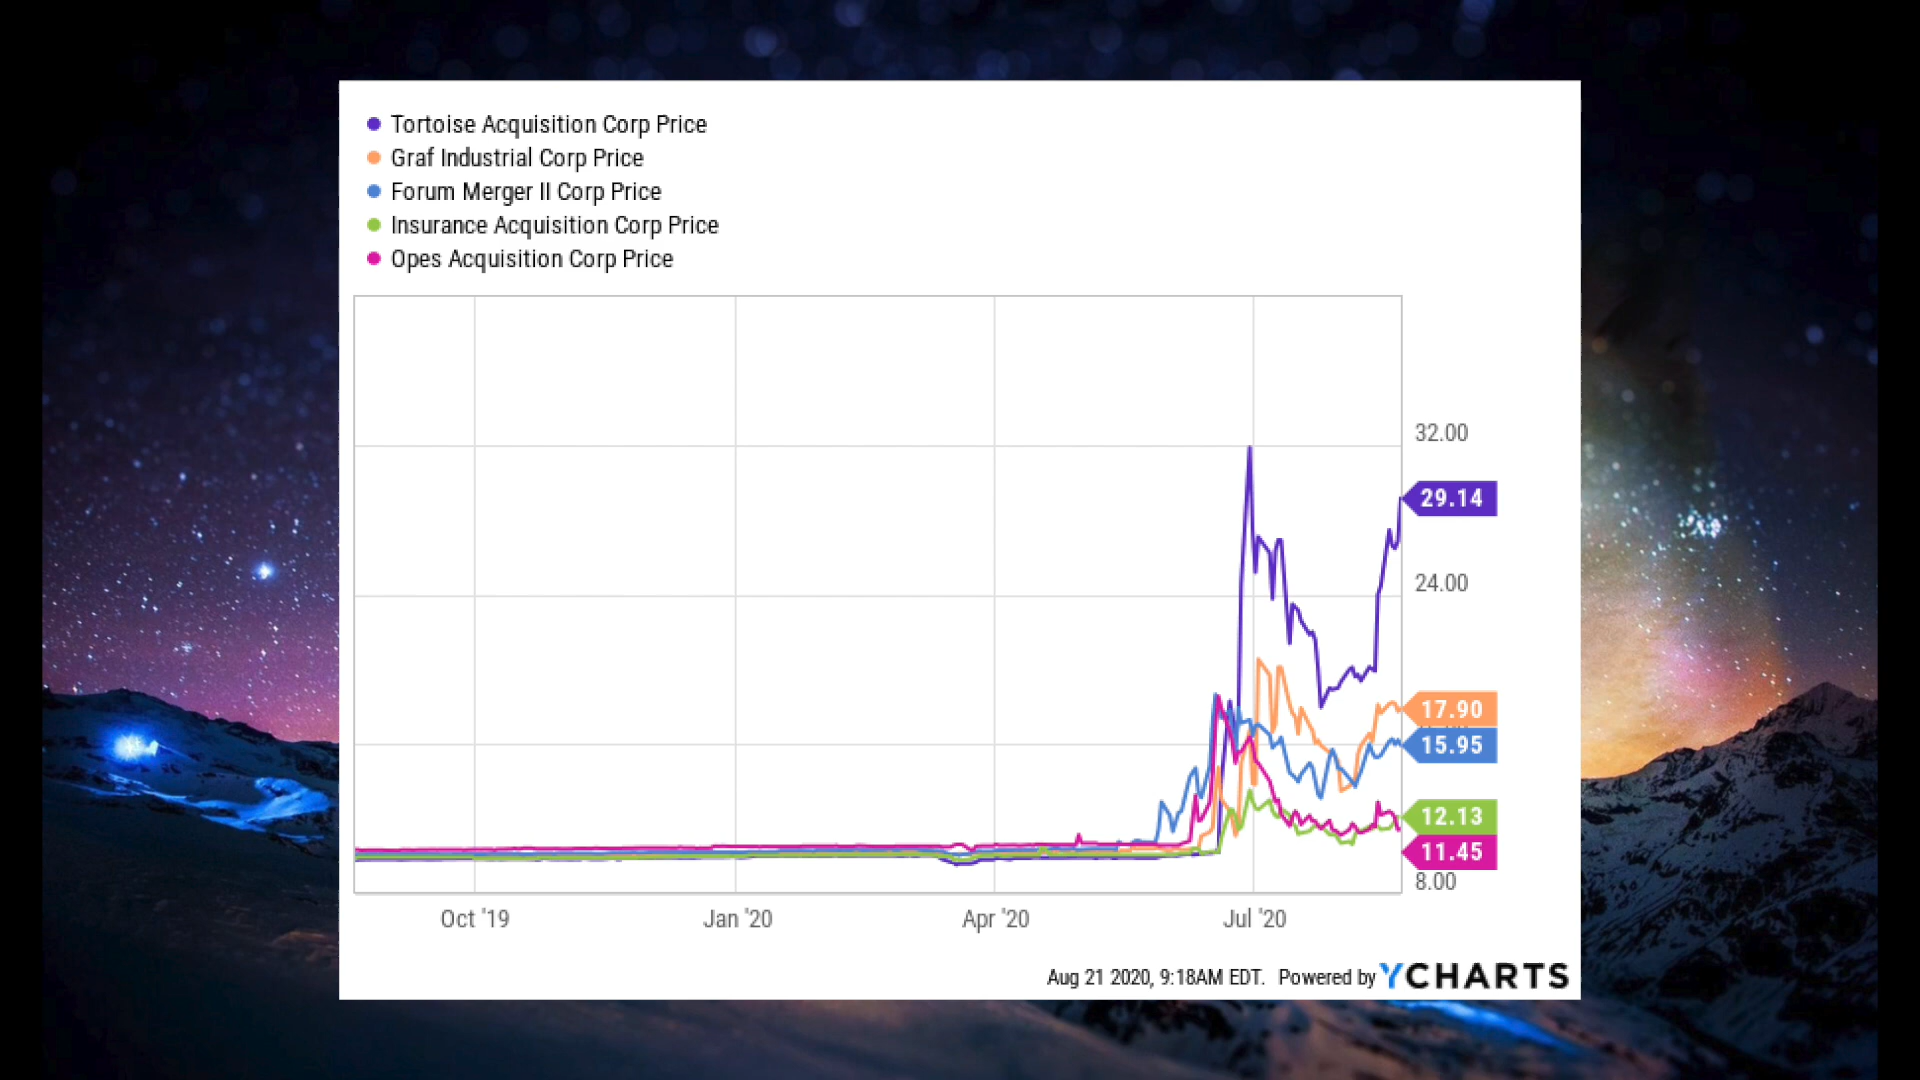 Tortoise Acquisition Corp Price
Graf Industrial Corp Price
Forum Merger II Corp Price
Insurance Acquisition Corp Price
Opes Acquisition Corp Price
32.00
29.14
24.00
17.90
15.95
12.13
11.45
8.00
Oct '19 Jan '20 Apr '20 Jul '20
Aug 21 2020, 9:18AM EDT. Powered by YCHARTS